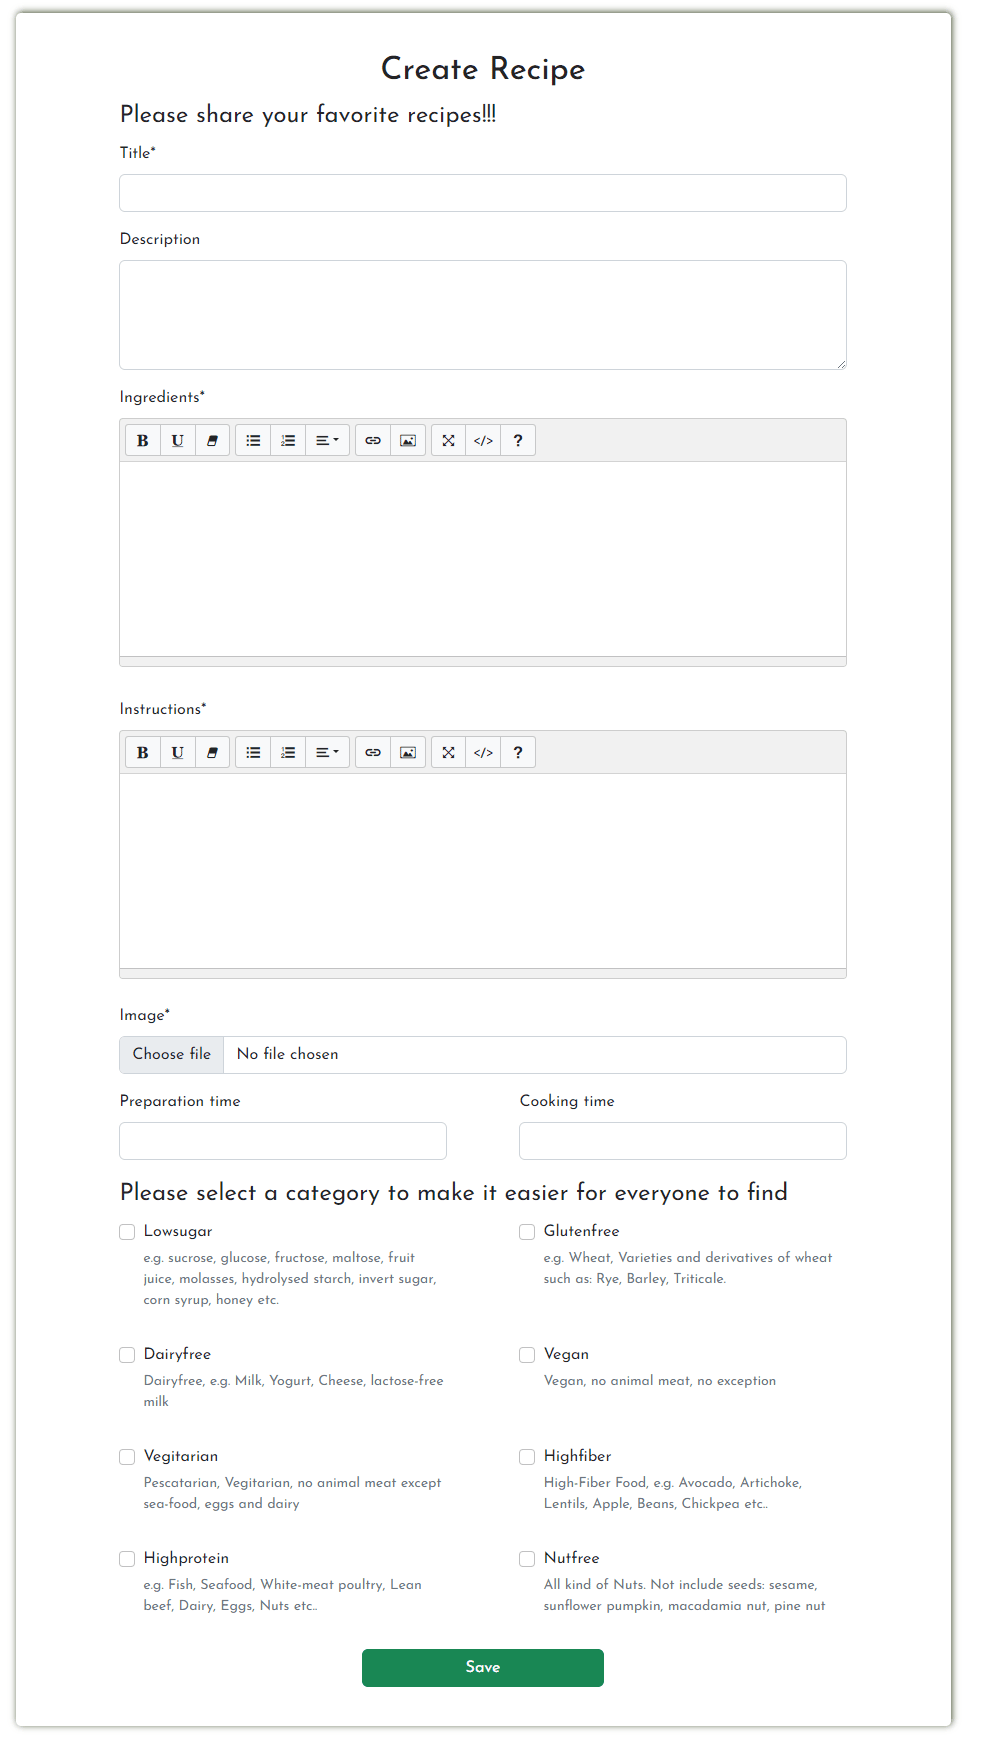 Create Recipe
Please share your favorite recipes!!!
Title*
Description
Ingredients*
B U </> ?
Instructions*
B U </> ?
Image*
Choose file No file chosen
Preparation time Cooking time
Please select a category to make it easier for everyone to find
Lowsugar
e.g. sucrose, glucose, fructose, maltose, fruit
juice, molasses, hydrolysed starch, invert sugar,
corn syrup, honey etc.
Glutenfree
e.g. Wheat, Varieties and derivatives of wheat
such as: Rye, Barley, Triticale.
Dairyfree
Dairyfree, e.g. Milk, Yogurt, Cheese, lactose-free
milk
Vegan
Vegan, no animal meat, no exception
Vegitarian
Pescatarian, Vegitarian, no animal meat except
sea-food, eggs and dairy
Highfiber
High-Fiber Food, e.g. Avocado, Artichoke,
Lentils, Apple, Beans, Chickpea etc..
Highprotein
e.g. Fish, Seafood, White-meat poultry, Lean
beef, Dairy, Eggs, Nuts etc..
Nutfree
All kind of Nuts. Not include seeds: sesame,
sunflower pumpkin, macadamia nut, pine nut
Save